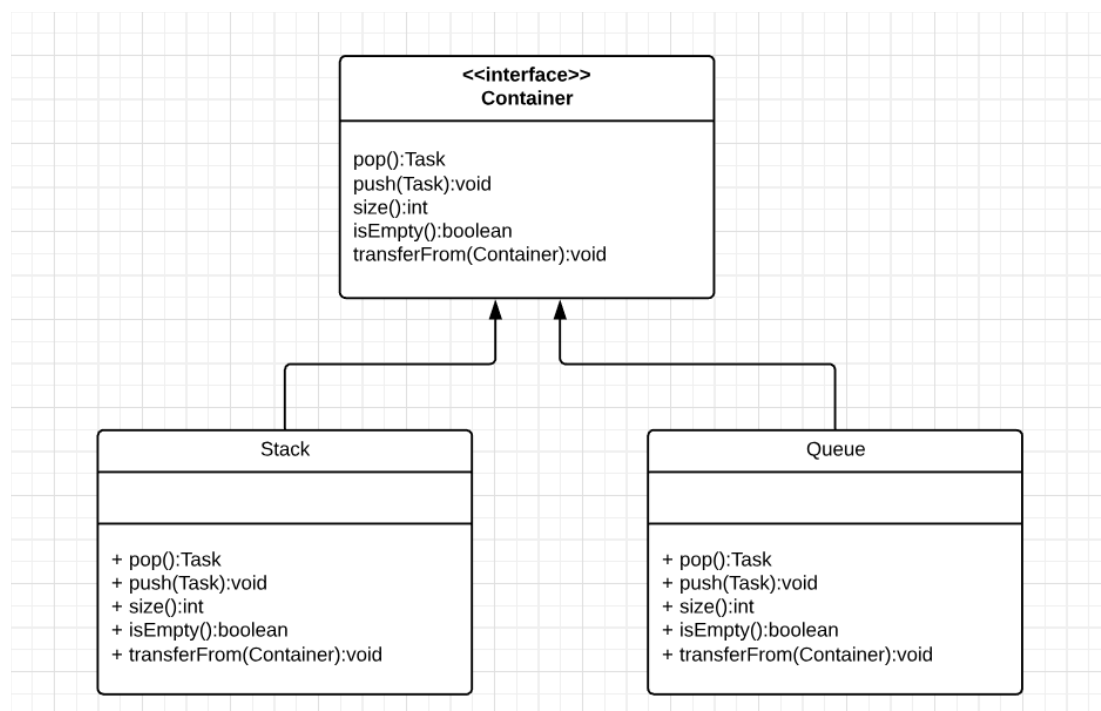 <<interface>>
Container
pop():Task
push(Task):void
size():int
isEmpty():boolean
transferFrom(Container):void
Stack
+ pop():Task
+ push(Task):void
+ size():int
+ isEmpty():boolean
+ transferFrom(Container):void
Queue
+ pop():Task
+ push(Task):void
+ size():int
+ isEmpty():boolean
+ transferFrom(Container):void